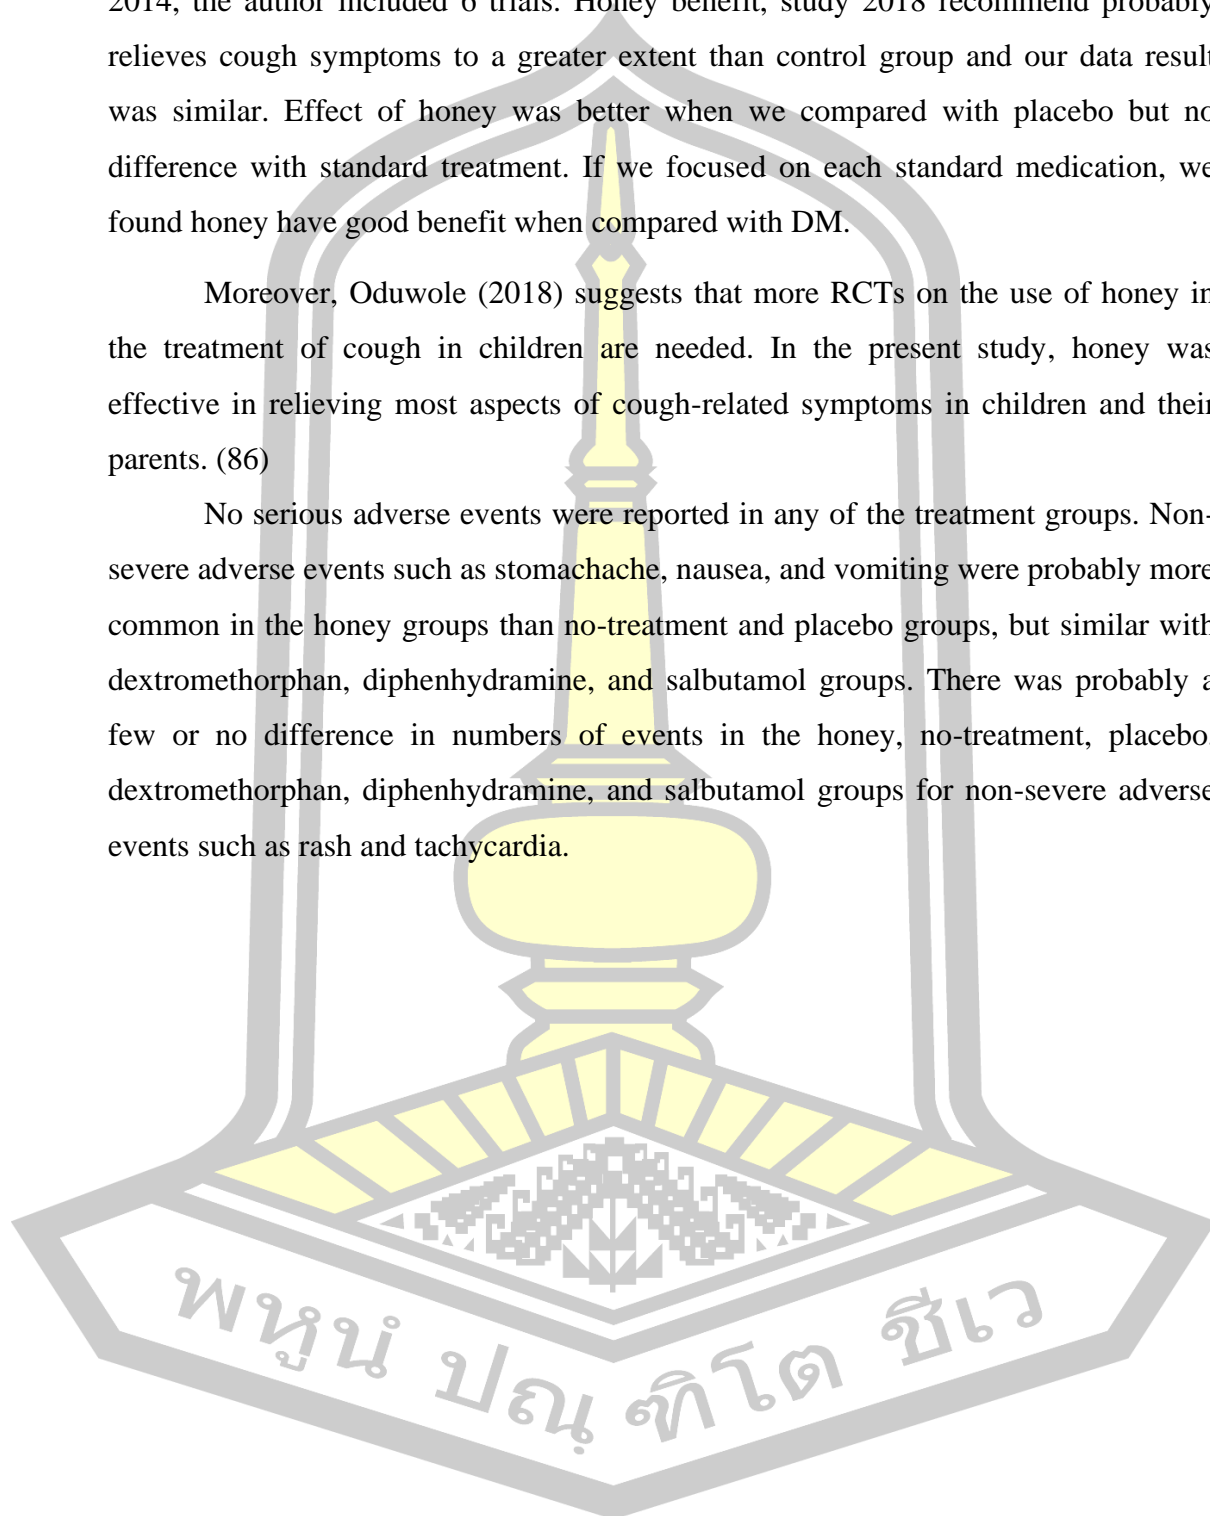 2014, the author included 6 trials. Honey benefit, study 2018 recommend probably
relieves cough symptoms to a greater extent than control group and our data result
was similar. Effect of honey was better when we compared with placebo but no
difference with standard treatment. If we focused on each standard medication, we
found honey have good benefit when compared with DM.
Moreover, Oduwole (2018) suggests that more RCTs on the use of honey in
the treatment of cough in children are needed. In the present study, honey was
effective in relieving most aspects of cough-related symptoms in children and their
parents. (86)
No serious adverse events were reported in any of the treatment groups. Non-
severe adverse events such as stomachache, nausea, and vomiting were probably more
common in the honey groups than no-treatment and placebo groups, but similar with
dextromethorphan, diphenhydramine, and salbutamol groups. There was probably a
few or no difference in numbers of events in the honey, no-treatment, placebo,
dextromethorphan, diphenhydramine, and salbutamol groups for non-severe adverse
events such as rash and tachycardia.
พหูนํ ปณฺฑิโต ชีเว